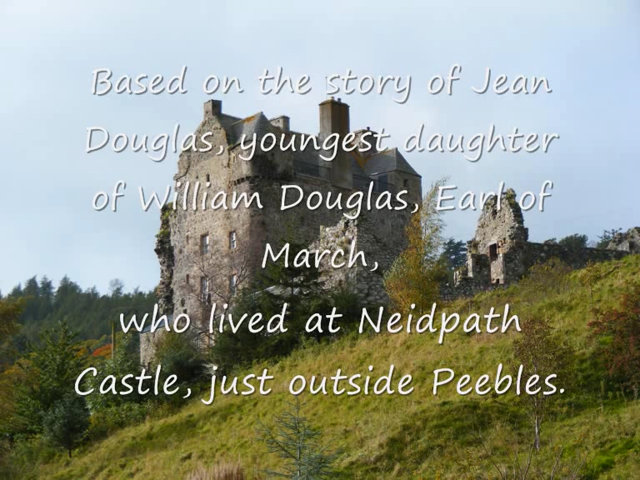 Based on the story of Jean
Douglas, youngest daughter
of William Douglas, Earl of
March,
who lived at Neidpath
Castle, just outside Peebles.